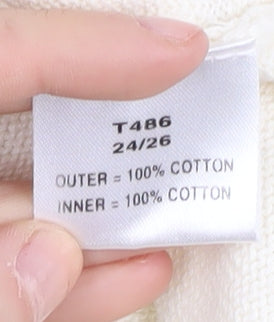 T486
24/26
OUTER = 100% COTTON
INNER = 100% COTTON